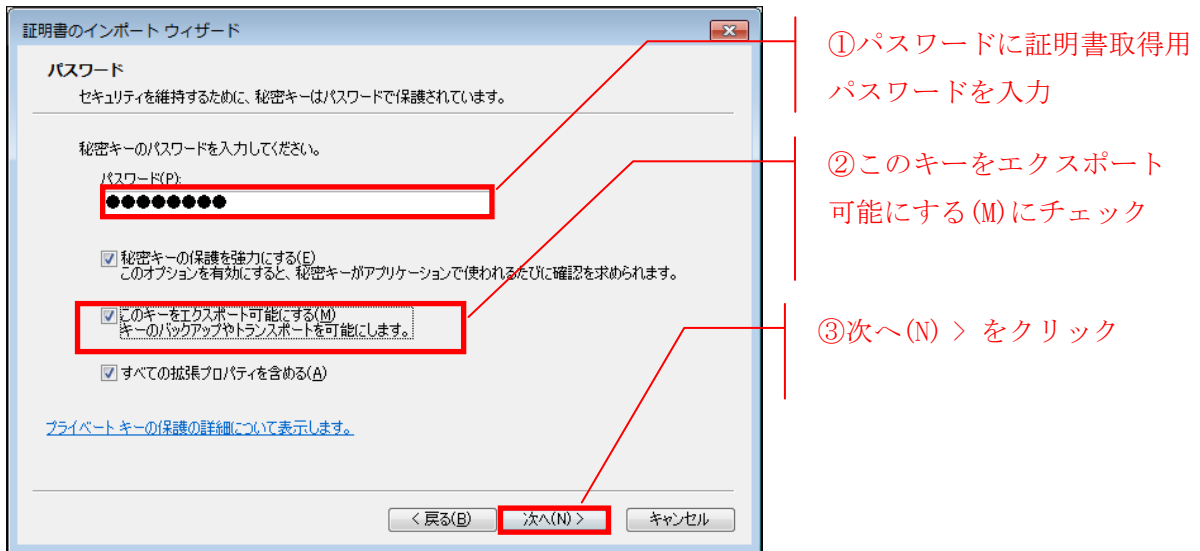 証明書のインポート ウィザード
パスワード
セキュリティを維持するために、秘密キーはパスワードで保護されています。
秘密キーのパスワードを入力してください。
パスワード(P):
●●●●●●●●
秘密キーの保護を強力にする(E)
このオプションを有効にすると、秘密キーがアプリケーションで使われるたびに確認を求められます。
このキーをエクスポート可能にする(M)
キーのバックアップやトランスポートを可能にします。
すべての拡張プロパティを含める(A)
プライベート キーの保護の詳細について表示します。
< 戻る(B)
次へ(N) >
キャンセル
①パスワードに証明書取得用
パスワードを入力
②このキーをエクスポート
可能にする(M)にチェック
③次へ(N) > をクリック